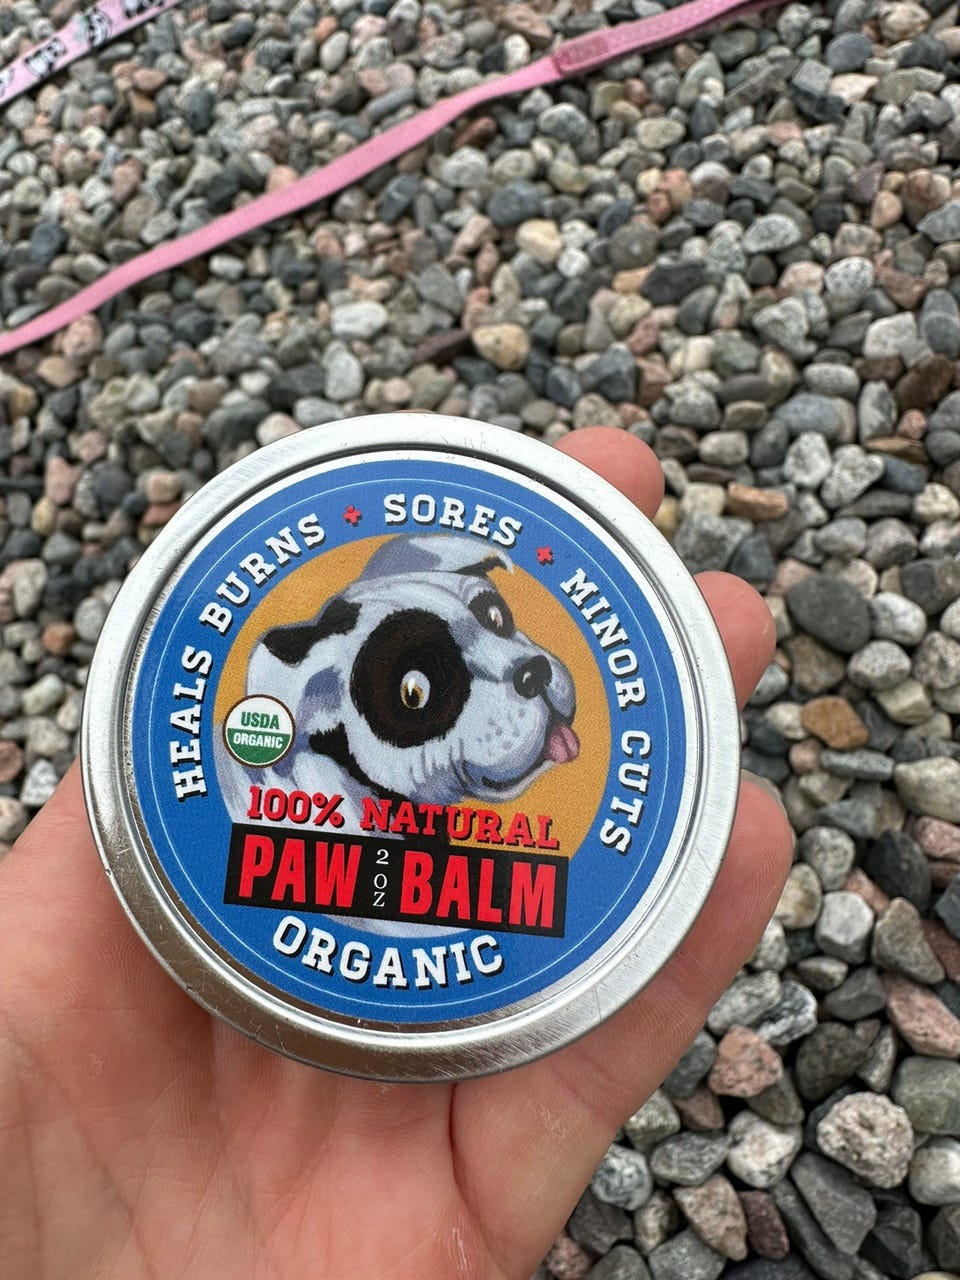 HEALS BURNS + SORES + MINOR CUTS
USDA
ORGANIC
100% NATURAL
PAW 2 OZ BALM
ORGANIC